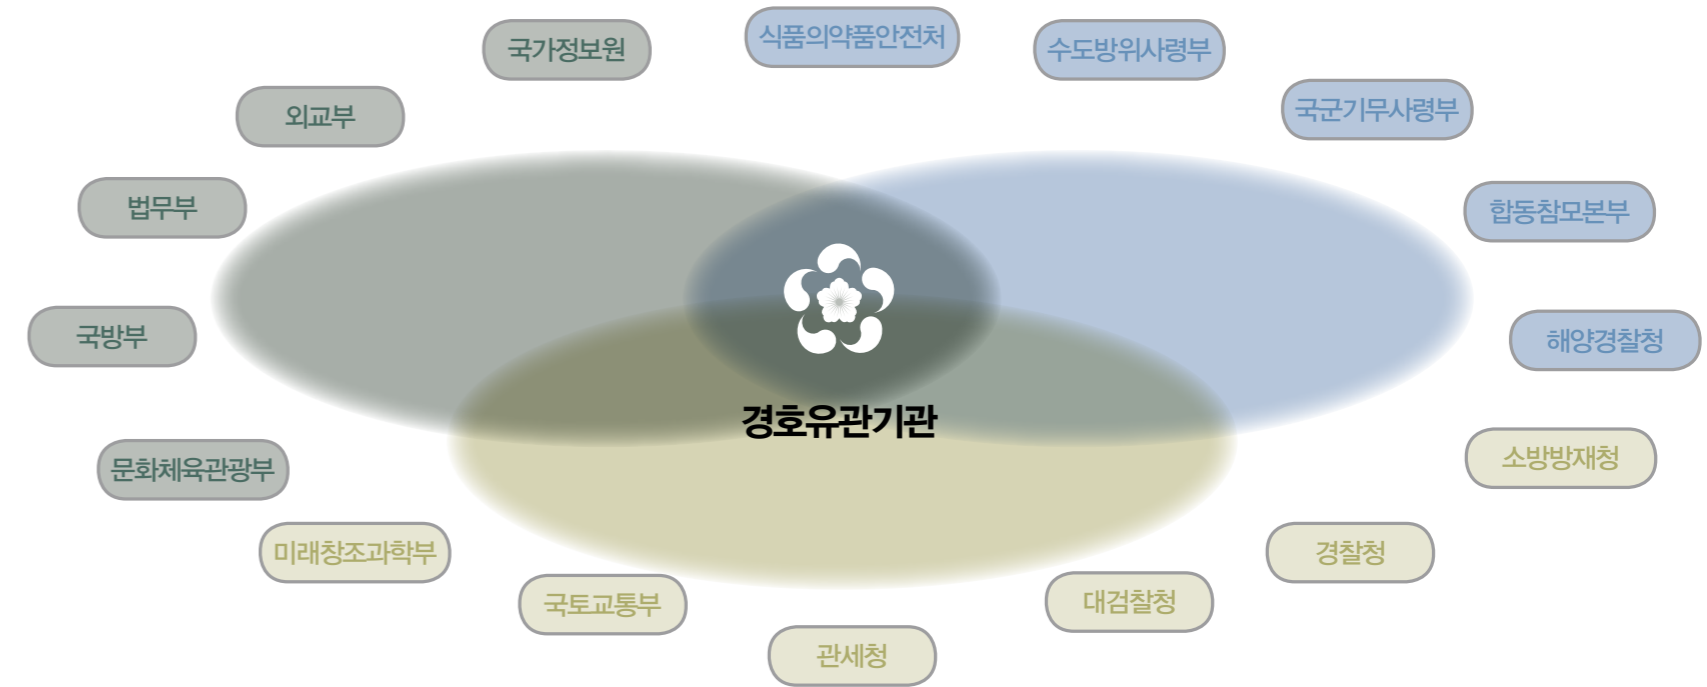 식품의약품안전처
국가정보원
수도방위사령부
외교부
국군기무사령부
법무부
합동참모본부
국방부
해양경찰청
경호유관기관
문화체육관광부
소방방재청
미래창조과학부
경찰청
국토교통부
대검찰청
관세청